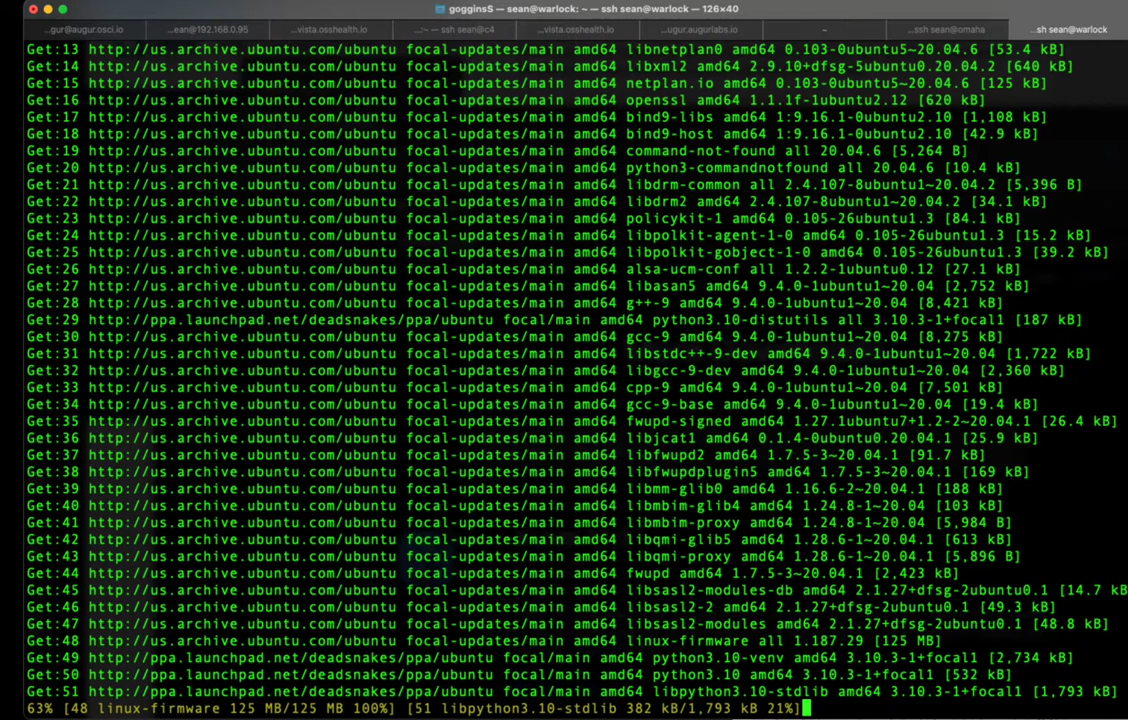 gogginsS — sean@warlock: ~ — ssh sean@warlock — 126×40
...gur@augur.osci.io ...ean@192.168.0.95 ...vista.osshealth.io ...:~ — ssh sean@c4 ...vista.osshealth.io ...ugur.augurlabs.io ~ ...ssh sean@omaha ...sh sean@warlock
Get:13 http://us.archive.ubuntu.com/ubuntu focal-updates/main amd64 libnetplan0 amd64 0.103-0ubuntu5~20.04.6 [53.4 kB]
Get:14 http://us.archive.ubuntu.com/ubuntu focal-updates/main amd64 libxml2 amd64 2.9.10+dfsg-5ubuntu0.20.04.2 [640 kB]
Get:15 http://us.archive.ubuntu.com/ubuntu focal-updates/main amd64 netplan.io amd64 0.103-0ubuntu5~20.04.6 [125 kB]
Get:16 http://us.archive.ubuntu.com/ubuntu focal-updates/main amd64 openssl amd64 1.1.1f-1ubuntu2.12 [620 kB]
Get:17 http://us.archive.ubuntu.com/ubuntu focal-updates/main amd64 bind9-libs amd64 1:9.16.1-0ubuntu2.10 [1,108 kB]
Get:18 http://us.archive.ubuntu.com/ubuntu focal-updates/main amd64 bind9-host amd64 1:9.16.1-0ubuntu2.10 [42.9 kB]
Get:19 http://us.archive.ubuntu.com/ubuntu focal-updates/main amd64 command-not-found all 20.04.6 [5,264 B]
Get:20 http://us.archive.ubuntu.com/ubuntu focal-updates/main amd64 python3-commandnotfound all 20.04.6 [10.4 kB]
Get:21 http://us.archive.ubuntu.com/ubuntu focal-updates/main amd64 libdrm-common all 2.4.107-8ubuntu1~20.04.2 [5,396 B]
Get:22 http://us.archive.ubuntu.com/ubuntu focal-updates/main amd64 libdrm2 amd64 2.4.107-8ubuntu1~20.04.2 [34.1 kB]
Get:23 http://us.archive.ubuntu.com/ubuntu focal-updates/main amd64 policykit-1 amd64 0.105-26ubuntu1.3 [84.1 kB]
Get:24 http://us.archive.ubuntu.com/ubuntu focal-updates/main amd64 libpolkit-agent-1-0 amd64 0.105-26ubuntu1.3 [15.2 kB]
Get:25 http://us.archive.ubuntu.com/ubuntu focal-updates/main amd64 libpolkit-gobject-1-0 amd64 0.105-26ubuntu1.3 [39.2 kB]
Get:26 http://us.archive.ubuntu.com/ubuntu focal-updates/main amd64 alsa-ucm-conf all 1.2.2-1ubuntu0.12 [27.1 kB]
Get:27 http://us.archive.ubuntu.com/ubuntu focal-updates/main amd64 libasan5 amd64 9.4.0-1ubuntu1~20.04.1 [2,752 kB]
Get:28 http://us.archive.ubuntu.com/ubuntu focal-updates/main amd64 g++-9 amd64 9.4.0-1ubuntu1~20.04 [8,421 kB]
Get:29 http://ppa.launchpad.net/deadsnakes/ppa/ubuntu focal/main amd64 python3.10-distutils all 3.10.3-1+focal1 [187 kB]
Get:30 http://us.archive.ubuntu.com/ubuntu focal-updates/main amd64 gcc-9 amd64 9.4.0-1ubuntu1~20.04 [8,275 kB]
Get:31 http://us.archive.ubuntu.com/ubuntu focal-updates/main amd64 libstdc++-9-dev amd64 9.4.0-1ubuntu1~20.04 [1,722 kB]
Get:32 http://us.archive.ubuntu.com/ubuntu focal-updates/main amd64 libgcc-9-dev amd64 9.4.0-1ubuntu1~20.04 [2,360 kB]
Get:33 http://us.archive.ubuntu.com/ubuntu focal-updates/main amd64 cpp-9 amd64 9.4.0-1ubuntu1~20.04 [7,501 kB]
Get:34 http://us.archive.ubuntu.com/ubuntu focal-updates/main amd64 gcc-9-base amd64 9.4.0-1ubuntu1~20.04 [19.4 kB]
Get:35 http://us.archive.ubuntu.com/ubuntu focal-updates/main amd64 fwupd-signed amd64 1.27.1ubuntu7+1.2-2~20.04.1 [26.4 kB]
Get:36 http://us.archive.ubuntu.com/ubuntu focal-updates/main amd64 libjcat1 amd64 0.1.4-0ubuntu0.20.04.1 [25.9 kB]
Get:37 http://us.archive.ubuntu.com/ubuntu focal-updates/main amd64 libfwupd2 amd64 1.7.5-3~20.04.1 [91.7 kB]
Get:38 http://us.archive.ubuntu.com/ubuntu focal-updates/main amd64 libfwupdplugin5 amd64 1.7.5-3~20.04.1 [169 kB]
Get:39 http://us.archive.ubuntu.com/ubuntu focal-updates/main amd64 libmm-glib0 amd64 1.16.6-2~20.04.1 [188 kB]
Get:40 http://us.archive.ubuntu.com/ubuntu focal-updates/main amd64 libmbim-glib4 amd64 1.24.8-1~20.04 [103 kB]
Get:41 http://us.archive.ubuntu.com/ubuntu focal-updates/main amd64 libmbim-proxy amd64 1.24.8-1~20.04 [5,984 B]
Get:42 http://us.archive.ubuntu.com/ubuntu focal-updates/main amd64 libqmi-glib5 amd64 1.28.6-1~20.04.1 [613 kB]
Get:43 http://us.archive.ubuntu.com/ubuntu focal-updates/main amd64 libqmi-proxy amd64 1.28.6-1~20.04.1 [5,896 B]
Get:44 http://us.archive.ubuntu.com/ubuntu focal-updates/main amd64 fwupd amd64 1.7.5-3~20.04.1 [2,423 kB]
Get:45 http://us.archive.ubuntu.com/ubuntu focal-updates/main amd64 libsasl2-modules-db amd64 2.1.27+dfsg-2ubuntu0.1 [14.7 kB
Get:46 http://us.archive.ubuntu.com/ubuntu focal-updates/main amd64 libsasl2-2 amd64 2.1.27+dfsg-2ubuntu0.1 [49.3 kB]
Get:47 http://us.archive.ubuntu.com/ubuntu focal-updates/main amd64 libsasl2-modules amd64 2.1.27+dfsg-2ubuntu0.1 [48.8 kB]
Get:48 http://us.archive.ubuntu.com/ubuntu focal-updates/main amd64 linux-firmware all 1.187.29 [125 MB]
Get:49 http://ppa.launchpad.net/deadsnakes/ppa/ubuntu focal/main amd64 python3.10-venv amd64 3.10.3-1+focal1 [2,734 kB]
Get:50 http://ppa.launchpad.net/deadsnakes/ppa/ubuntu focal/main amd64 python3.10 amd64 3.10.3-1+focal1 [532 kB]
Get:51 http://ppa.launchpad.net/deadsnakes/ppa/ubuntu focal/main amd64 libpython3.10-stdlib amd64 3.10.3-1+focal1 [1,793 kB]
63% [48 linux-firmware 125 MB/125 MB 100%] [51 libpython3.10-stdlib 382 kB/1,793 kB 21%]